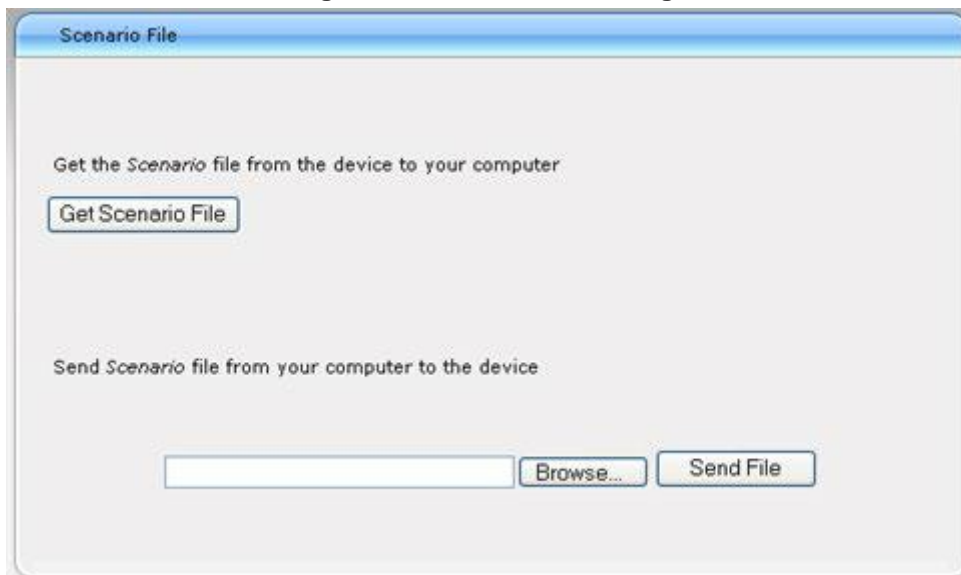 Scenario File
Get the Scenario file from the device to your computer
Get Scenario File
Send Scenario file from your computer to the device
Browse... Send File